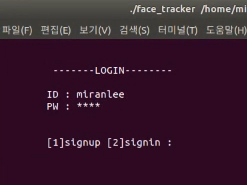 ./face_tracker /home/mi
파일(F) 편집(E) 보기(V) 검색(S) 터미널(T) 도움말(H)
-------LOGIN--------
ID : miranlee
PW : ****
[1]signup [2]signin :